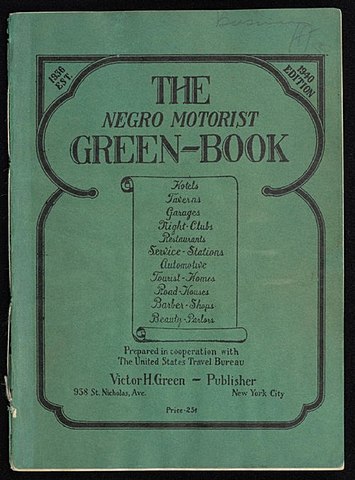 1936
EST.
1940
EDITION
THE
NEGRO MOTORIST
GREEN-BOOK
Hotels
Taverns
Garages
Night-Clubs
Restaurants
Service-Stations
Automotive
Tourist-Homes
Road-Houses
Barber-Shops
Beauty-Parlors
Prepared in cooperation with
The United States Travel Bureau
Victor H. Green — Publisher
938 St. Nicholas, Ave. New York City
Price -25¢